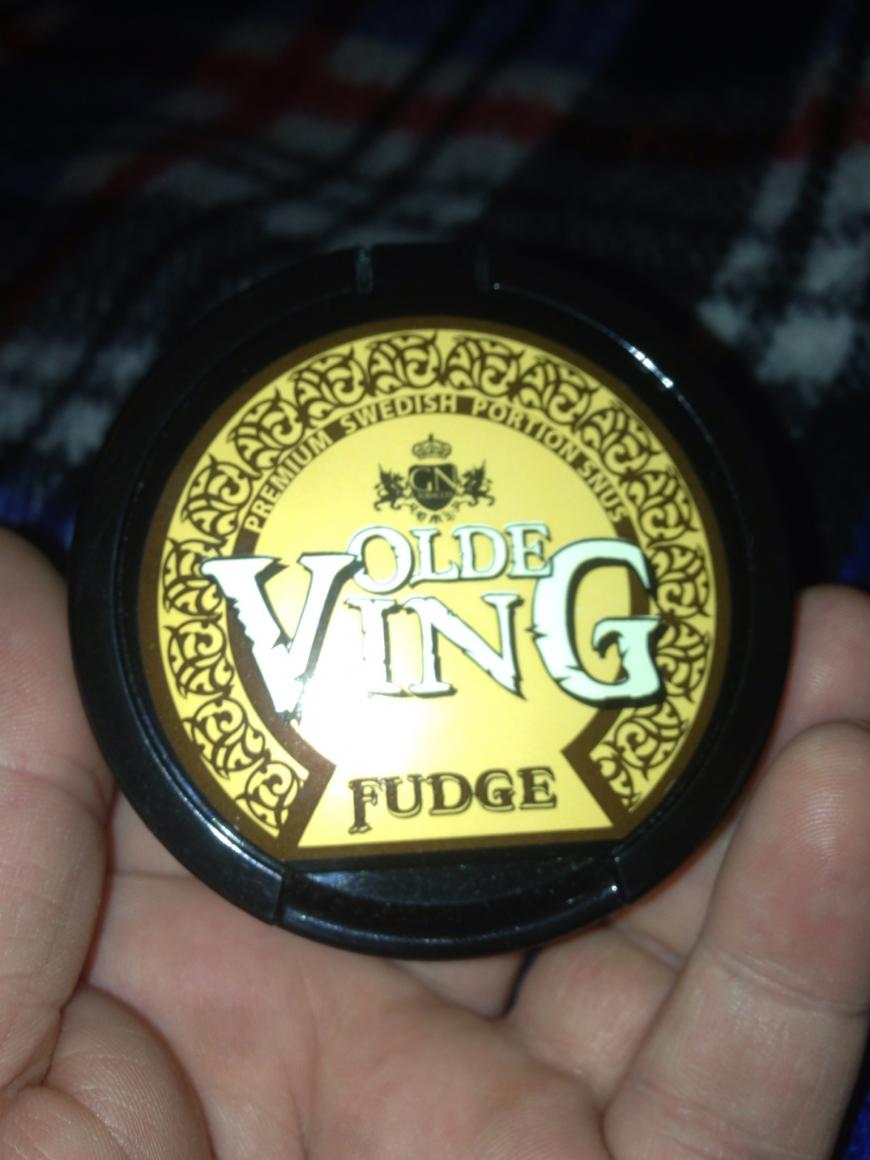 PREMIUM SWEDISH PORTION SNUS
GN
OLDE
VING
FUDGE